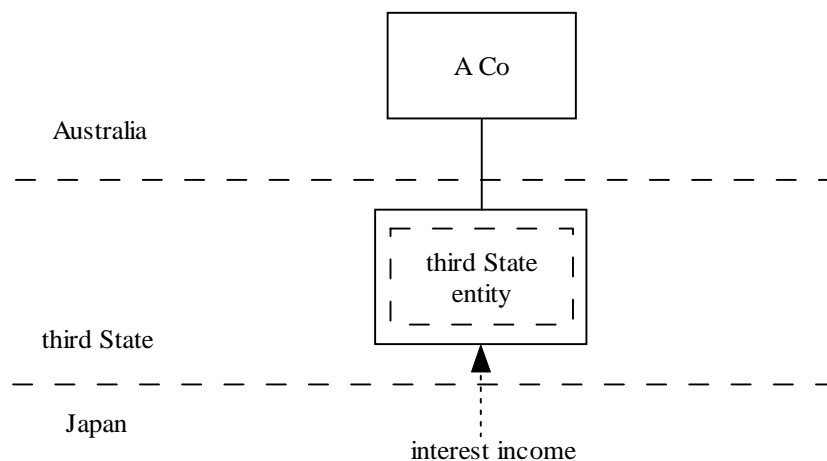 A Co
Australia
third State
entity
third State
Japan
interest income